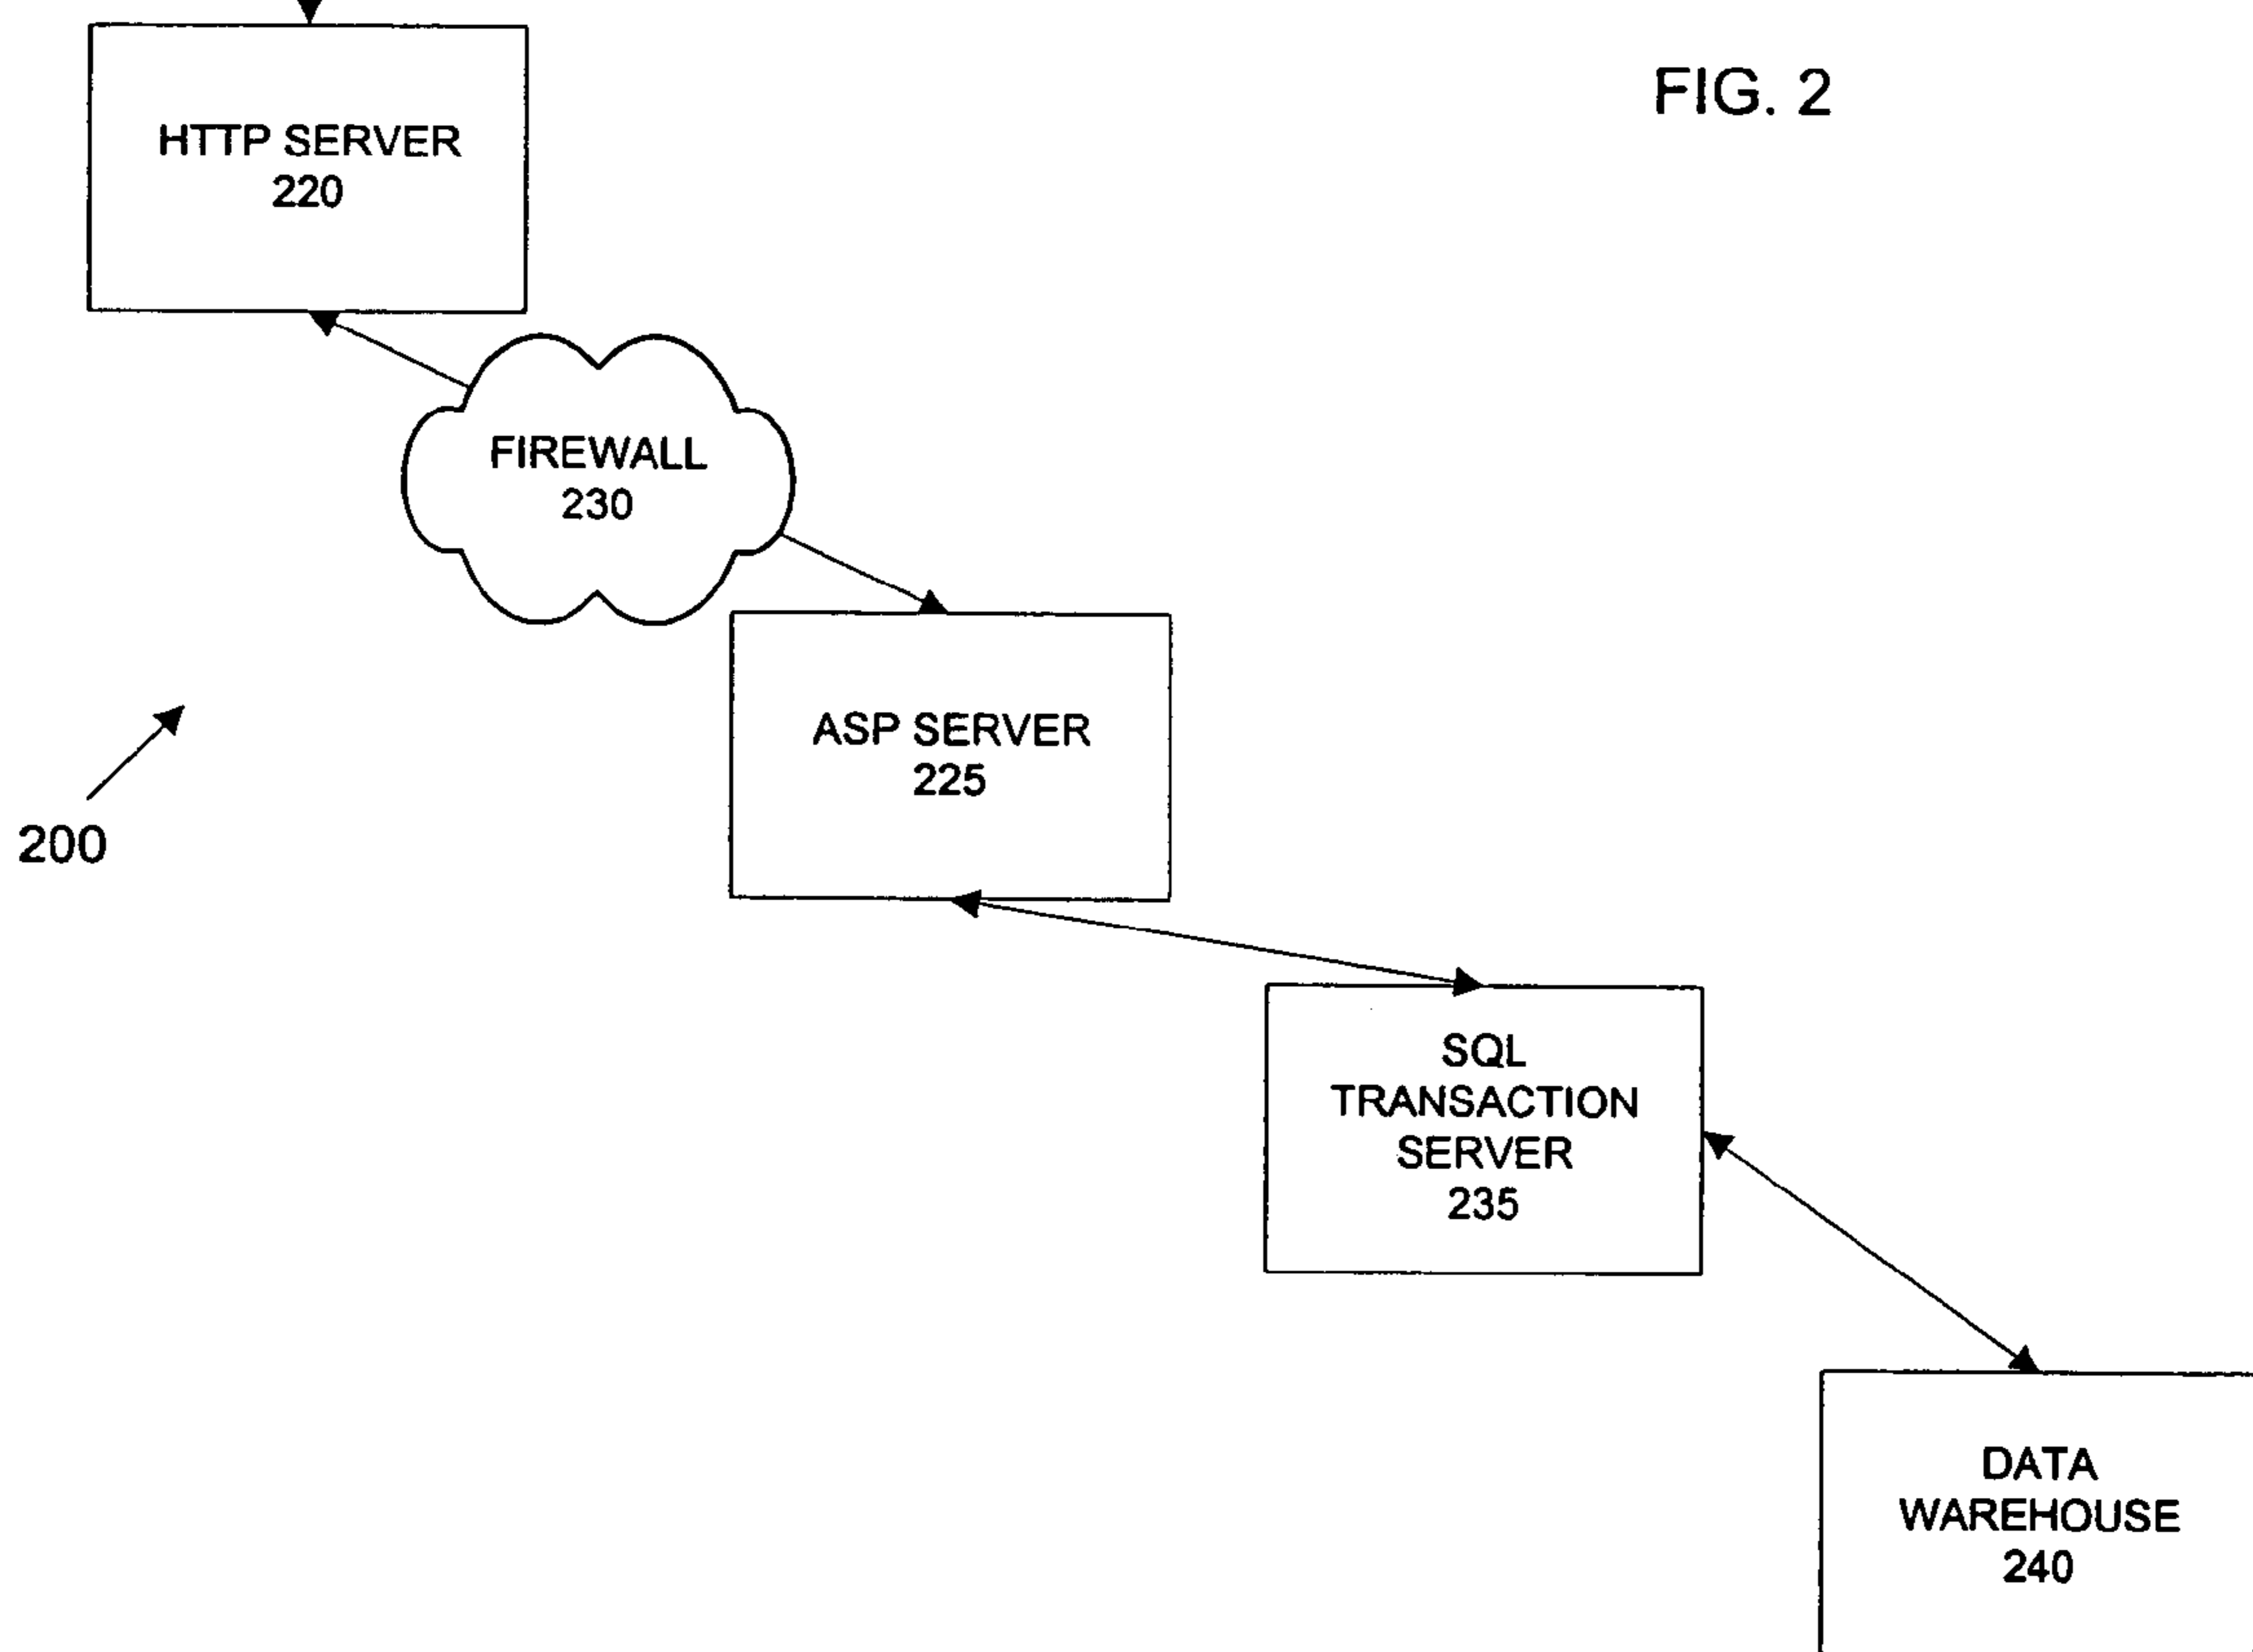 FIG. 2
HTTP SERVER
220
FIREWALL
230
ASP SERVER
225
200
SQL
TRANSACTION
SERVER
235
DATA
WAREHOUSE
240